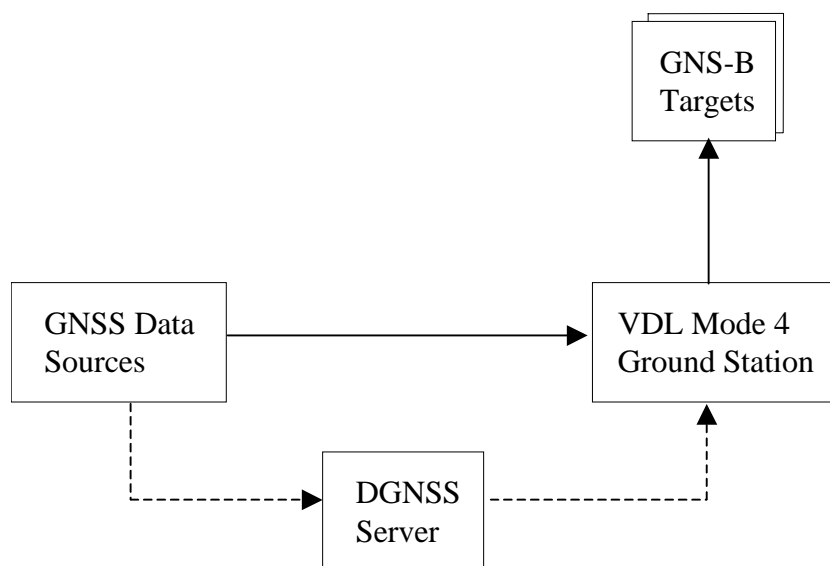 GNS-B
Targets
GNSS Data
Sources
VDL Mode 4
Ground Station
DGNSS
Server